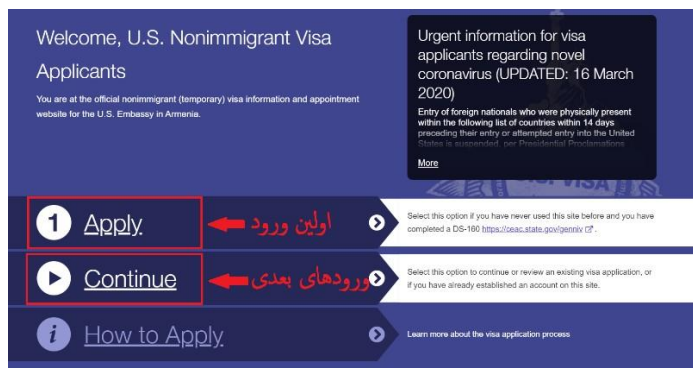 Welcome, U.S. Nonimmigrant Visa
Applicants
You are at the official nonimmigrant (temporary) visa information and appointment
website for the U.S. Embassy in Armenia.
Urgent information for visa
applicants regarding novel
coronavirus (UPDATED: 16 March
2020)
Entry of foreign nationals who were physically present
within the following list of countries within 14 days
preceding their entry or attempted entry into the United
States is suspended, per Presidential Proclamations
More
U.S. VISA
1 Apply
اولین ورود
Select this option if you have never used this site before and you have
completed a DS-160 https://ceac.state.gov/genniv .
Continue
ورودهای بعدی
Select this option to continue or review an existing visa application, or
if you have already established an account on this site.
i How to Apply
Learn more about the visa application process